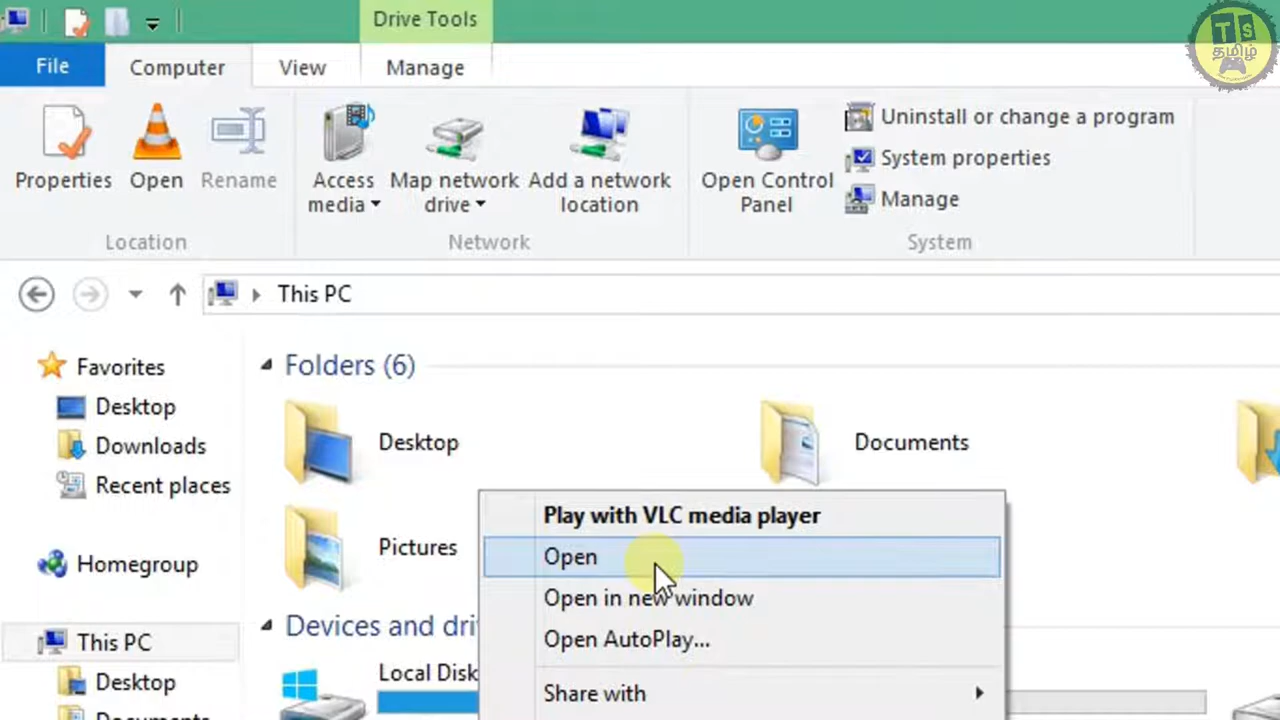 Drive Tools
TS
தமிழ்
File
Computer
View
Manage
Properties
Open
Rename
Access media
Map network drive
Add a network location
Open Control Panel
Uninstall or change a program
System properties
Manage
Location
Network
System
This PC
Favorites
Desktop
Downloads
Recent places
Homegroup
This PC
Desktop
Documents
Folders (6)
Desktop
Documents
Pictures
Devices and dri
Local Disk
Play with VLC media player
Open
Open in new window
Open AutoPlay...
Share with